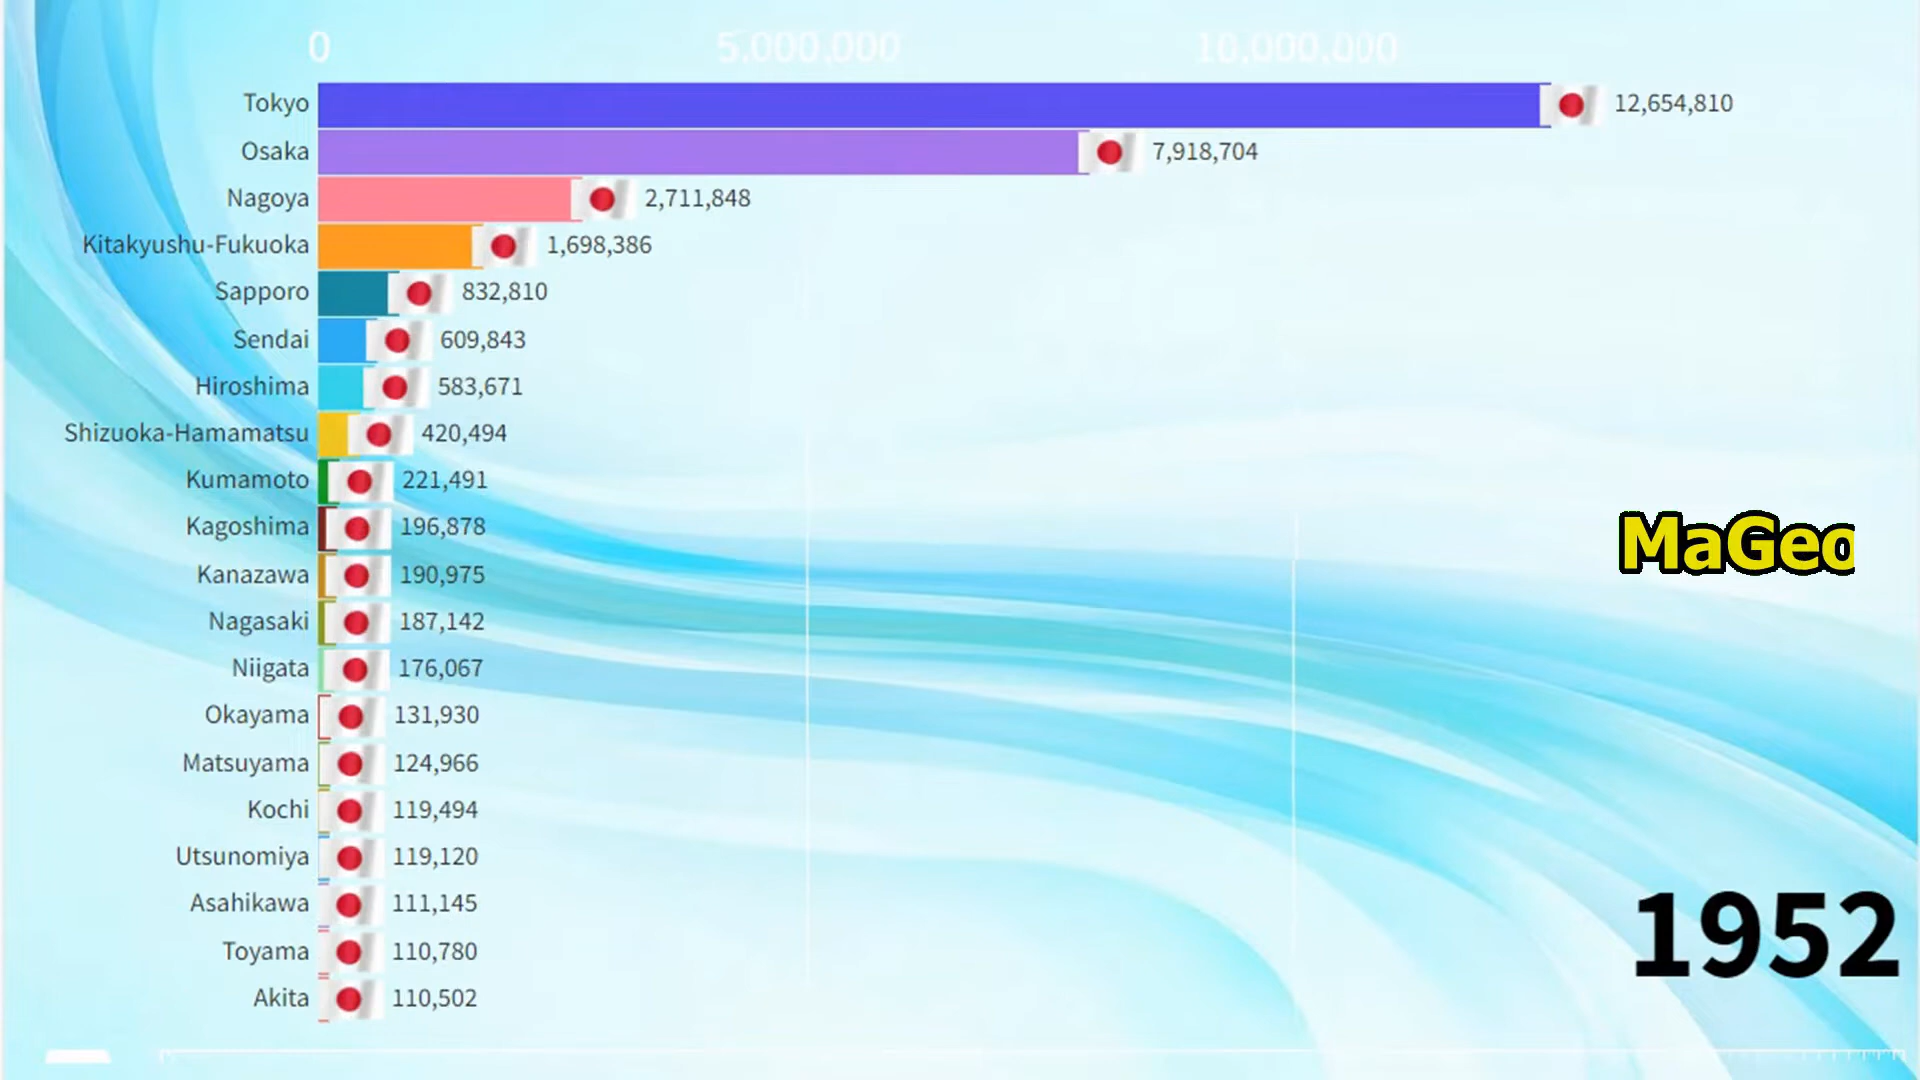 0 5,000,000 10,000,000
Tokyo 12,654,810
Osaka 7,918,704
Nagoya 2,711,848
Kitakyushu-Fukuoka 1,698,386
Sapporo 832,810
Sendai 609,843
Hiroshima 583,671
Shizuoka-Hamamatsu 420,494
Kumamoto 221,491
Kagoshima 196,878
Kanazawa 190,975
Nagasaki 187,142
Niigata 176,067
Okayama 131,930
Matsuyama 124,966
Kochi 119,494
Utsunomiya 119,120
Asahikawa 111,145
Toyama 110,780
Akita 110,502
MaGeo
1952